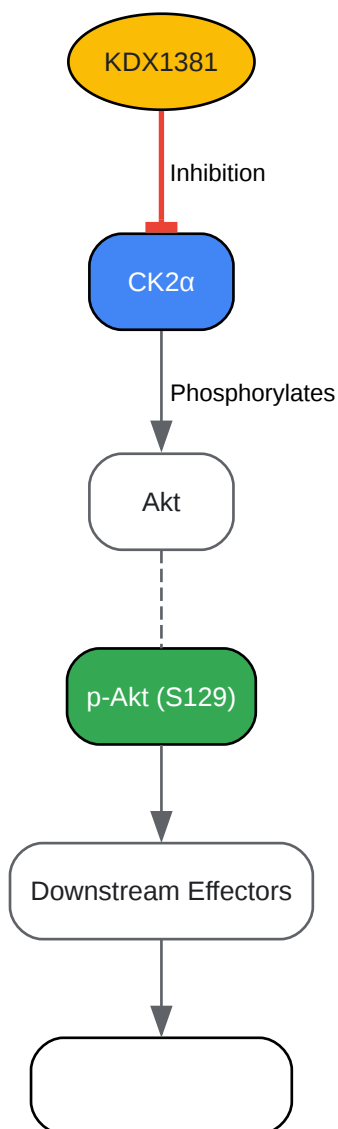 KDX1381
Inhibition
CK2α
Phosphorylates
Akt
p-Akt (S129)
Downstream Effectors